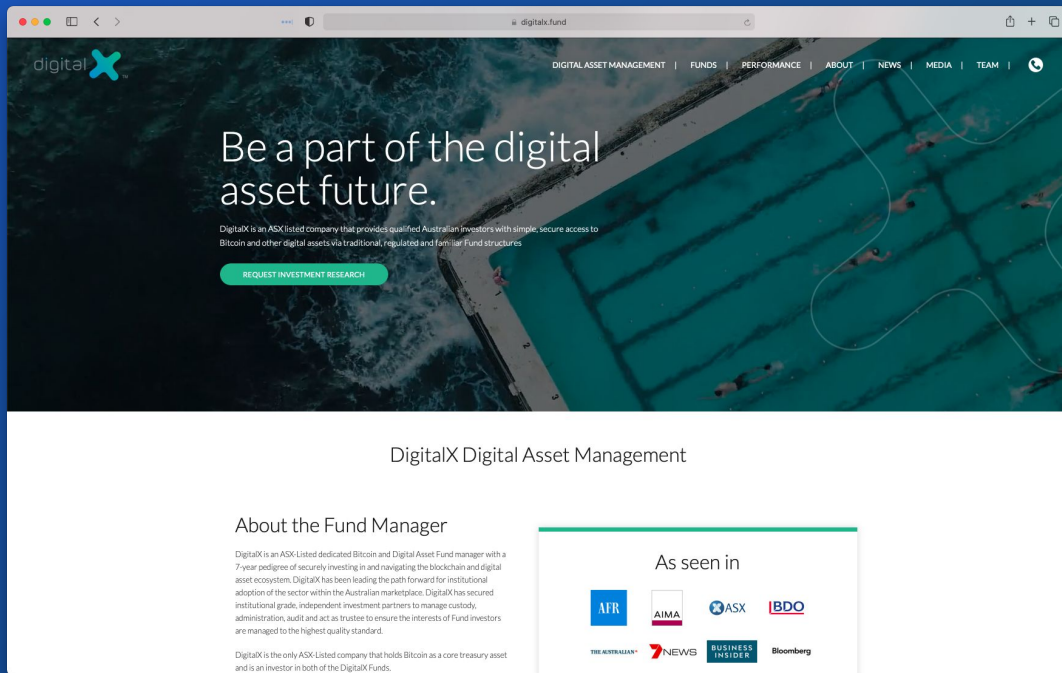 digitalx.fund
digital X ™
DIGITAL ASSET MANAGEMENT | FUNDS | PERFORMANCE | ABOUT | NEWS | MEDIA | TEAM |
Be a part of the digital
asset future.
DigitalX is an ASX listed company that provides qualified Australian investors with simple, secure access to
Bitcoin and other digital assets via traditional, regulated and familiar Fund structures
REQUEST INVESTMENT RESEARCH
DigitalX Digital Asset Management
About the Fund Manager
DigitalX is an ASX-Listed dedicated Bitcoin and Digital Asset Fund manager with a
7-year pedigree of securely investing in and navigating the blockchain and digital
asset ecosystem. DigitalX has been leading the path forward for institutional
adoption of the sector within the Australian marketplace. DigitalX has secured
institutional grade, independent investment partners to manage custody,
administration, audit and act as trustee to ensure the interests of Fund investors
are managed to the highest quality standard.
DigitalX is the only ASX-Listed company that holds Bitcoin as a core treasury asset
and is an investor in both of the DigitalX Funds.
As seen in
AFR
AIMA
ASX
BDO
THE AUSTRALIAN
7NEWS
BUSINESS
INSIDER
Bloomberg